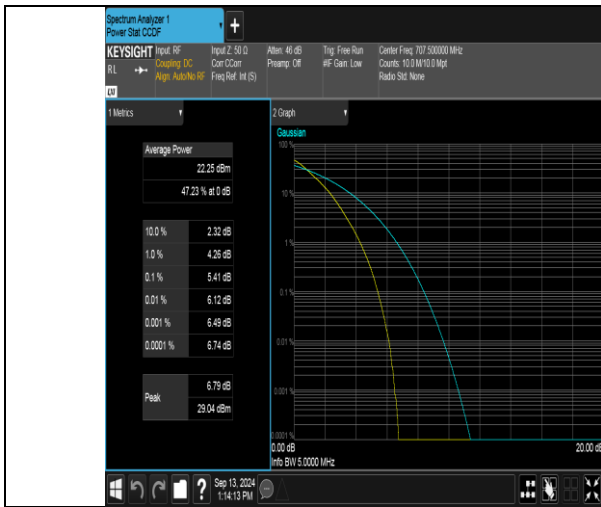 Spectrum Analyzer 1
Power Stat CCDF
+
KEYSIGHT
RL
LXI
Input: RF
Coupling: DC
Align: Auto/No RF
Input Z: 50 Ω
Corr CCorr
Freq Ref: Int (S)
Atten: 46 dB
Preamp: Off
Trig: Free Run
#IF Gain: Low
Center Freq: 707.500000 MHz
Counts: 10.0 M/10.0 Mpt
Radio Std: None
1 Metrics
Average Power
22.25 dBm
47.23 % at 0 dB
10.0 % 2.32 dB
1.0 % 4.26 dB
0.1 % 5.41 dB
0.01 % 6.12 dB
0.001 % 6.49 dB
0.0001 % 6.74 dB
Peak
6.79 dB
29.04 dBm
2 Graph
Gaussian
100 %
10 %
1 %
0.1 %
0.01 %
0.001 %
0.0001 %
0.00 dB
20.00 dB
Info BW 5.0000 MHz
?
Sep 13, 2024
1:14:13 PM